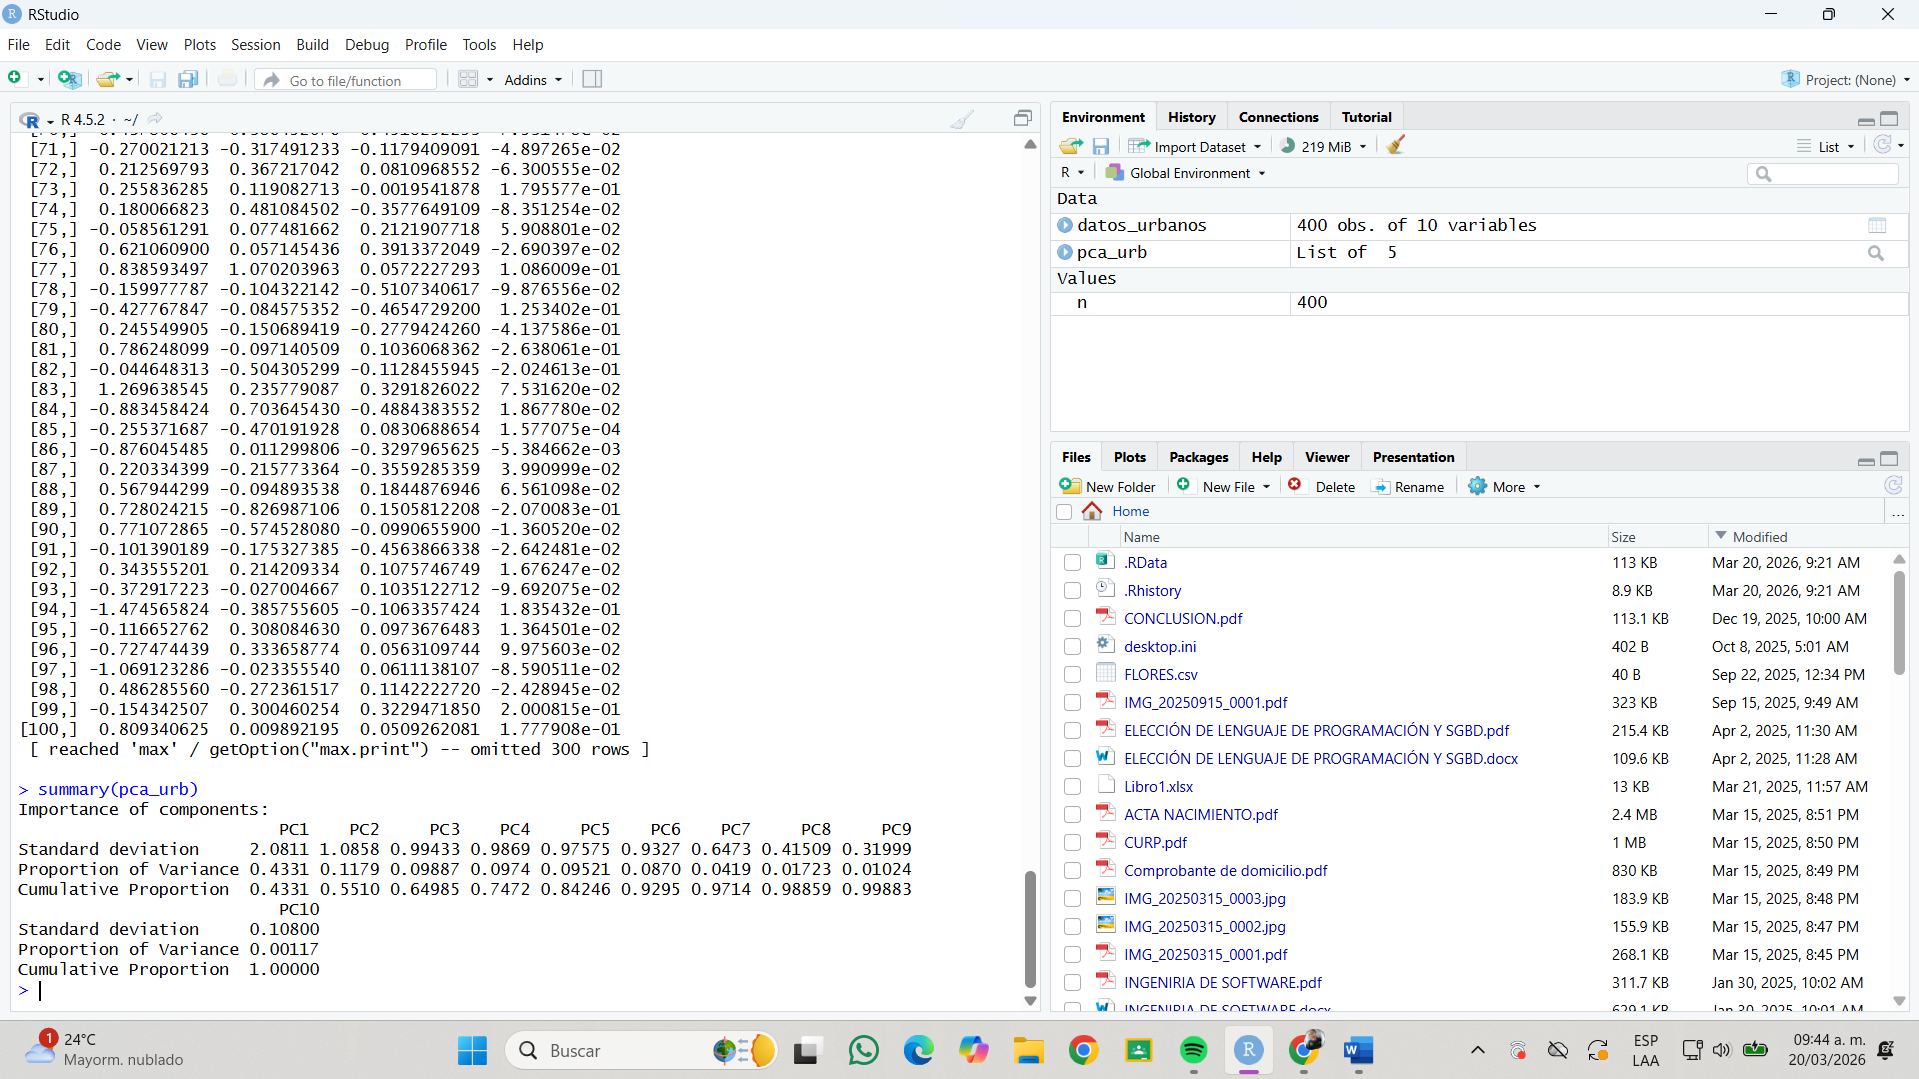 RStudio
File Edit Code View Plots Session Build Debug Profile Tools Help
Go to file/function Addins Project: (None)
R 4.5.2 · ~/
[71,] -0.270021213 -0.317491233 -0.1179409091 -4.897265e-02
[72,] 0.212569793 0.367217042 0.0810968552 -6.300555e-02
[73,] 0.255836285 0.119082713 -0.0019541878 1.795577e-01
[74,] 0.180066823 0.481084502 -0.3577649109 -8.351254e-02
[75,] -0.058561291 0.077481662 0.2121907718 5.908801e-02
[76,] 0.621060900 0.057145436 0.3913372049 -2.690397e-02
[77,] 0.838593497 1.070203963 0.0572227293 1.086009e-01
[78,] -0.159977787 -0.104322142 -0.5107340617 -9.876556e-02
[79,] -0.427767847 -0.084575352 -0.4654729200 1.253402e-01
[80,] 0.245549905 -0.150689419 -0.2779424260 -4.137586e-01
[81,] 0.786248099 -0.097140509 0.1036068362 -2.638061e-01
[82,] -0.044648313 -0.504305299 -0.1128455945 -2.024613e-01
[83,] 1.269638545 0.235779087 0.3291826022 7.531620e-02
[84,] -0.883458424 0.703645430 -0.4884383552 1.867780e-02
[85,] -0.255371687 -0.470191928 0.0830688654 1.577075e-04
[86,] -0.876045485 0.011299806 -0.3297965625 -5.384662e-03
[87,] 0.220334399 -0.215773364 -0.3559285359 3.990999e-02
[88,] 0.567944299 -0.094893538 0.1844876946 6.561098e-02
[89,] 0.728024215 -0.826987106 0.1505812208 -2.070083e-01
[90,] 0.771072865 -0.574528080 -0.0990655900 -1.360520e-02
[91,] -0.101390189 -0.175327385 -0.4563866338 -2.642481e-02
[92,] 0.343555201 0.214209334 0.1075746749 1.676247e-02
[93,] -0.372917223 -0.027004667 0.1035122712 -9.692075e-02
[94,] -1.474565824 -0.385755605 -0.1063357424 1.835432e-01
[95,] -0.116652762 0.308084630 0.0973676483 1.364501e-02
[96,] -0.727474439 0.333658774 0.0563109744 9.975603e-02
[97,] -1.069123286 -0.023355540 0.0611138107 -8.590511e-02
[98,] 0.486285560 -0.272361517 0.1142222720 -2.428945e-02
[99,] -0.154342507 0.300460254 0.3229471850 2.000815e-01
[100,] 0.809340625 0.009892195 0.0509262081 1.777908e-01
[ reached 'max' / getOption("max.print") -- omitted 300 rows ]
> summary(pca_urb)
Importance of components:
PC1 PC2 PC3 PC4 PC5 PC6 PC7 PC8 PC9
Standard deviation 2.0811 1.0858 0.99433 0.9869 0.97575 0.9327 0.6473 0.41509 0.31999
Proportion of Variance 0.4331 0.1179 0.09887 0.0974 0.09521 0.0870 0.0419 0.01723 0.01024
Cumulative Proportion 0.4331 0.5510 0.64985 0.7472 0.84246 0.9295 0.9714 0.98859 0.99883
PC10
Standard deviation 0.10800
Proportion of Variance 0.00117
Cumulative Proportion 1.00000
>
Environment History Connections Tutorial
Import Dataset 219 MiB List
R Global Environment
Data
datos_urbanos 400 obs. of 10 variables
pca_urb List of 5
Values
n 400
Files Plots Packages Help Viewer Presentation
New Folder New File Delete Rename More
Home ...
Name Size Modified
.RData 113 KB Mar 20, 2026, 9:21 AM
.Rhistory 8.9 KB Mar 20, 2026, 9:21 AM
CONCLUSION.pdf 113.1 KB Dec 19, 2025, 10:00 AM
desktop.ini 402 B Oct 8, 2025, 5:01 AM
FLORES.csv 40 B Sep 22, 2025, 12:34 PM
IMG_20250915_0001.pdf 323 KB Sep 15, 2025, 9:49 AM
ELECCIÓN DE LENGUAJE DE PROGRAMACIÓN Y SGBD.pdf 215.4 KB Apr 2, 2025, 11:30 AM
ELECCIÓN DE LENGUAJE DE PROGRAMACIÓN Y SGBD.docx 109.6 KB Apr 2, 2025, 11:28 AM
Libro1.xlsx 13 KB Mar 21, 2025, 11:57 AM
ACTA NACIMIENTO.pdf 2.4 MB Mar 15, 2025, 8:51 PM
CURP.pdf 1 MB Mar 15, 2025, 8:50 PM
Comprobante de domicilio.pdf 830 KB Mar 15, 2025, 8:49 PM
IMG_20250315_0003.jpg 183.9 KB Mar 15, 2025, 8:48 PM
IMG_20250315_0002.jpg 155.9 KB Mar 15, 2025, 8:47 PM
IMG_20250315_0001.pdf 268.1 KB Mar 15, 2025, 8:45 PM
INGENIRIA DE SOFTWARE.pdf 311.7 KB Jan 30, 2025, 10:02 AM
INGENIRIA DE SOFTWARE.docx 629.1 KB Jan 30, 2025, 10:01 AM
1 24°C
Mayorm. nublado
Buscar
ESP
LAA
09:44 a. m.
20/03/2026